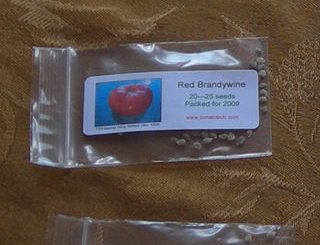 Red Brandywine
20—25 seeds
Packed for 2009
www.tomatobob.com